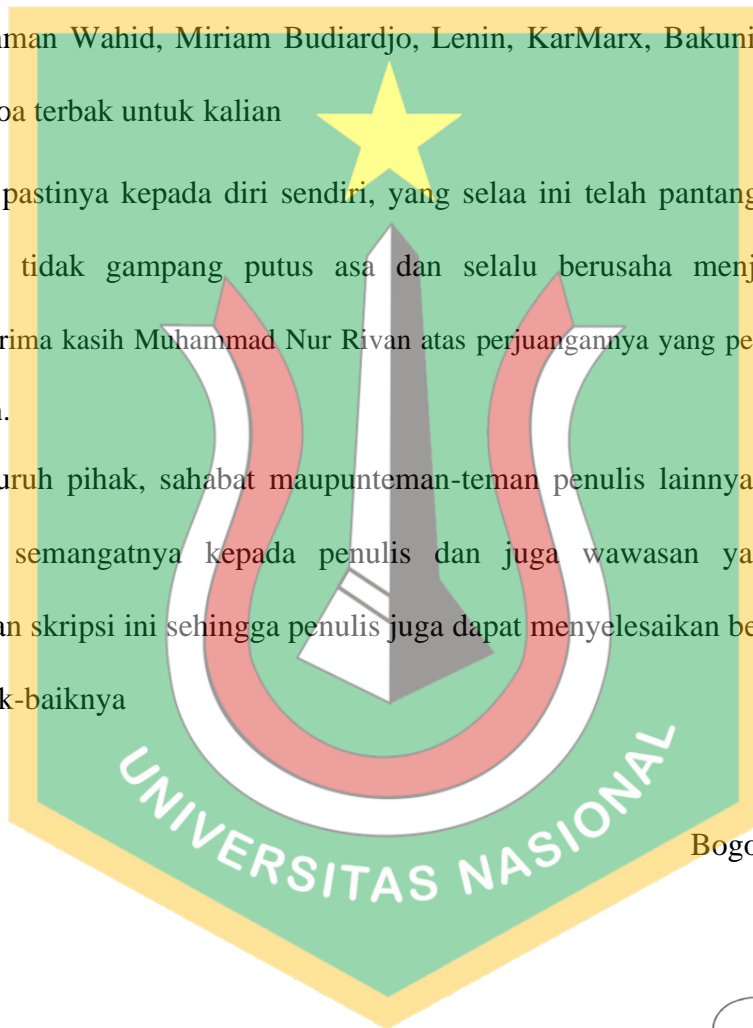 nman Wahid, Miriam Budiardjo, Lenin, KarMarx, Bakuni
oa terbak untuk kalian
pastinya kepada diri sendiri, yang selaa ini telah pantang
tidak gampang putus asa dan selalu berusaha menj
rima kasih Muhammad Nur Rivan atas perjuangannya yang pe
n.
uruh pihak, sahabat maupunteman-teman penulis lainnya
semangatnya kepada penulis dan juga wawasan ya
an skripsi ini sehingga penulis juga dapat menyelesaikan be
k-baiknya
Bogo
UNIVERSITAS NASIONAL